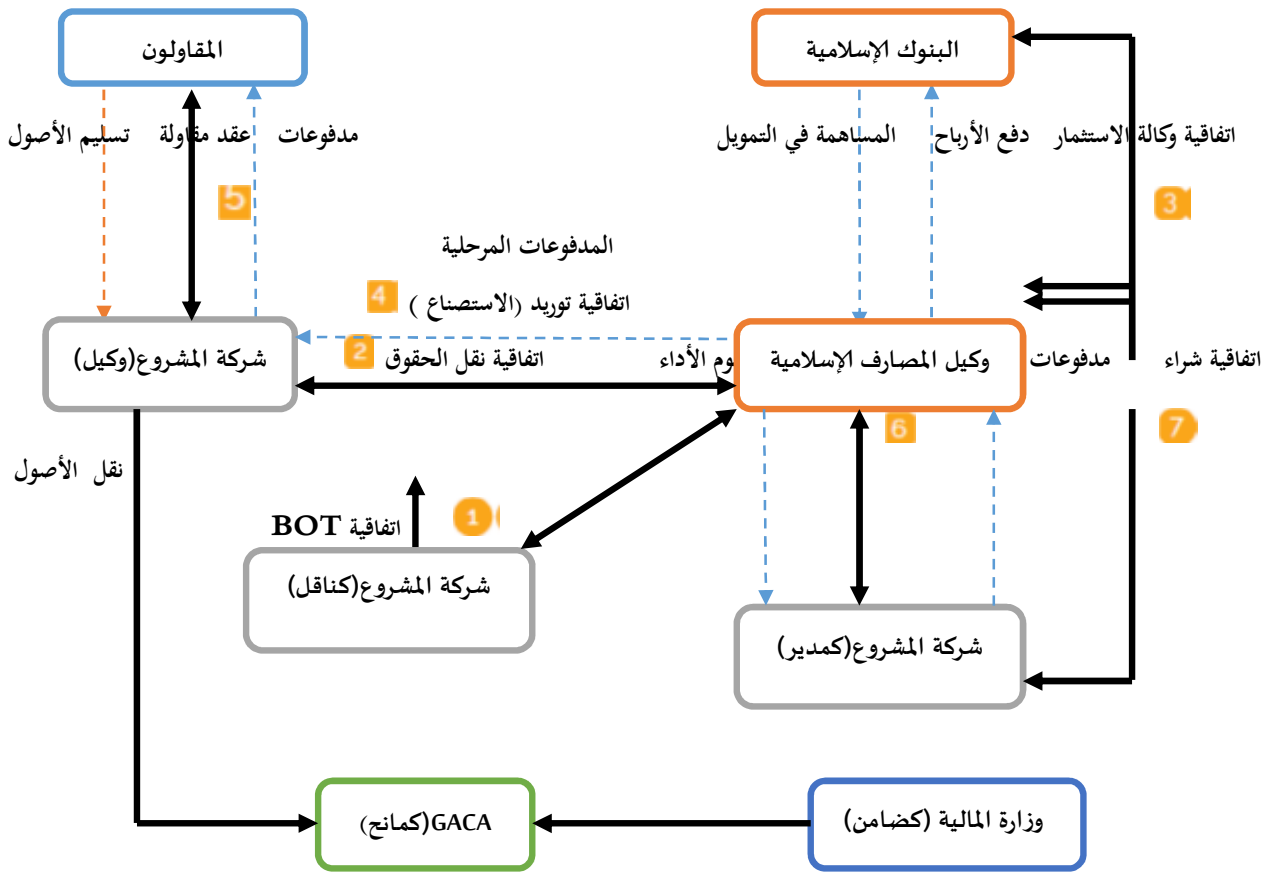 المقاولون
البنوك الإسلامية
تسليم الأصول
عقد مقاولة
مدفوعات
المساهمة في التمويل
دفع الأرباح
اتفاقية وكالة الاستثمار
5
3
المدفوعات المرحلية
اتفاقية توريد (الاستصناع )
4
شركة المشروع(وكيل)
2
اتفاقية نقل الحقوق
الأداء
وكيل المصارف الإسلامية
مدفوعات
اتفاقية شراء
6
7
نقل الأصول
اتفاقية BOT
1
شركة المشروع(كناقل)
شركة المشروع(كمدير)
GACA(كمانح)
وزارة المالية (كضامن)